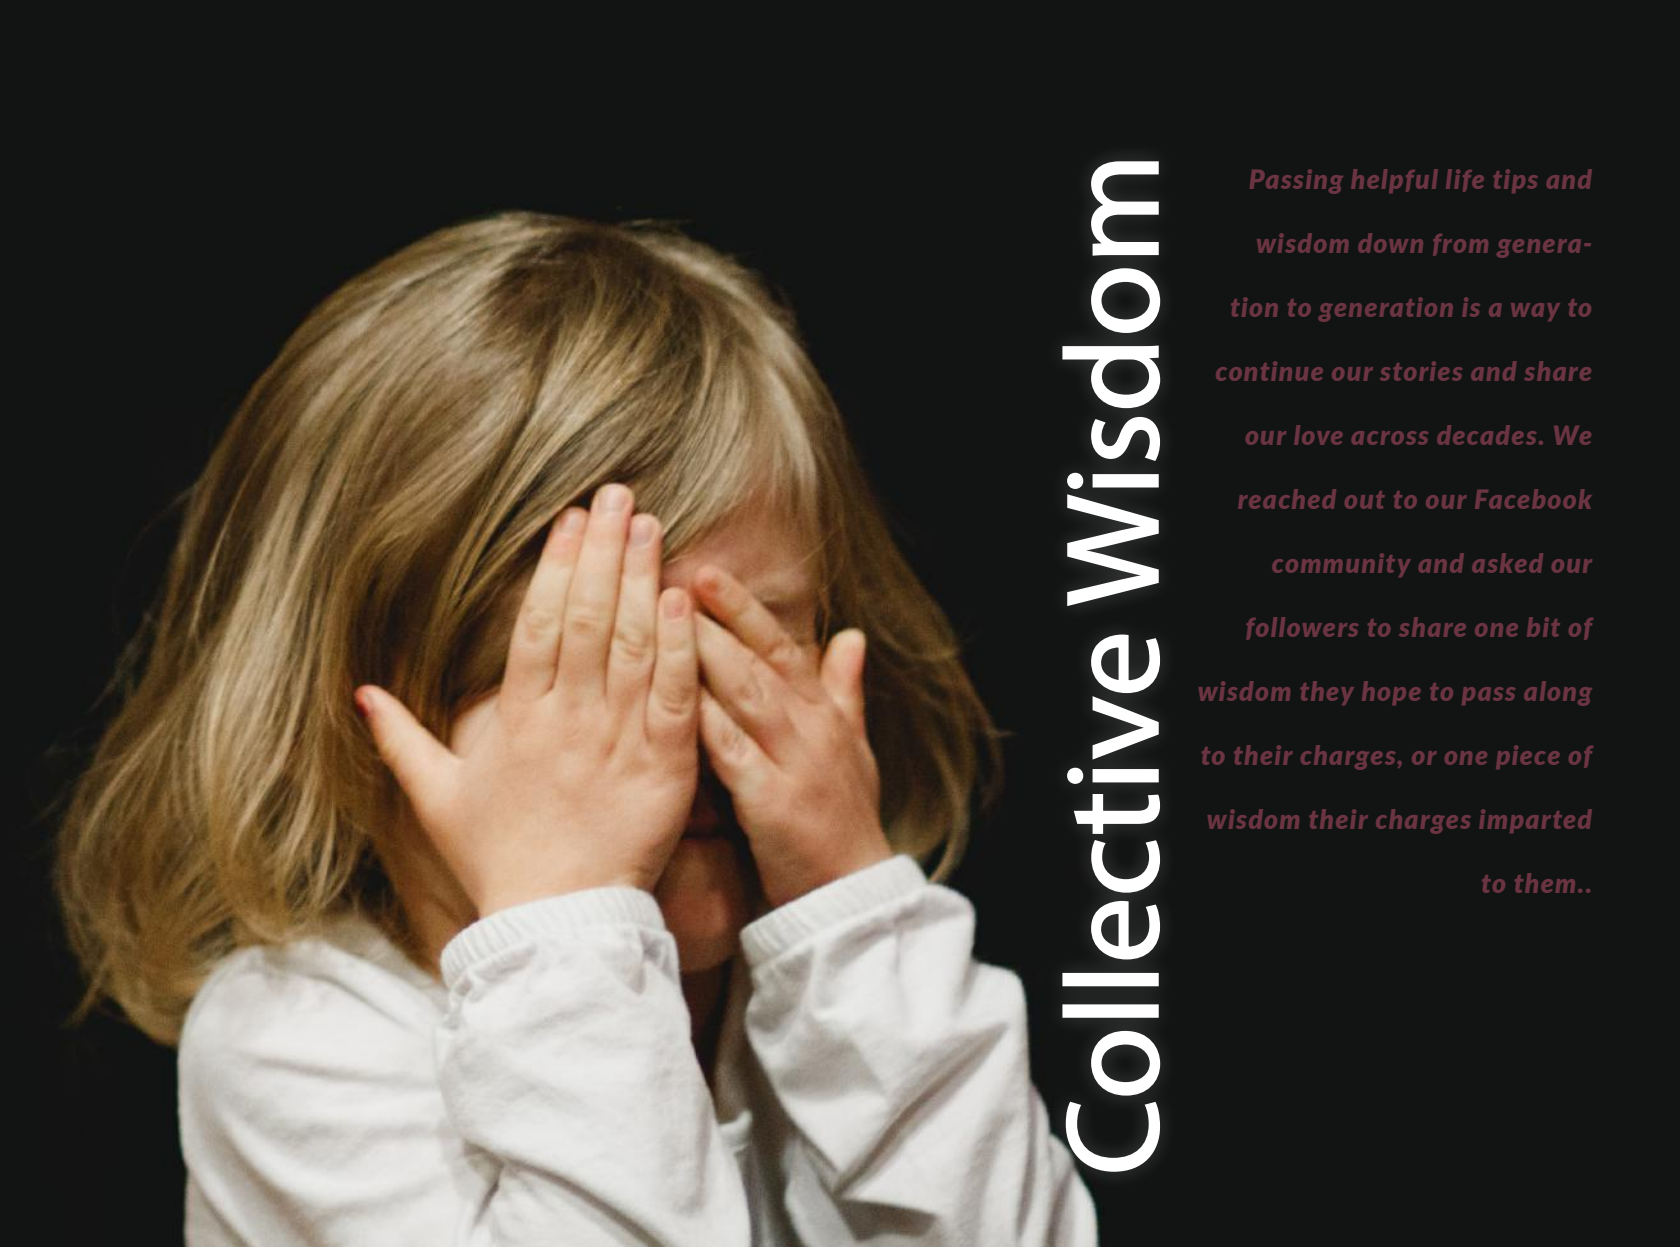 Collective Wisdom
Passing helpful life tips and
wisdom down from genera-
tion to generation is a way to
continue our stories and share
our love across decades. We
reached out to our Facebook
community and asked our
followers to share one bit of
wisdom they hope to pass along
to their charges, or one piece of
wisdom their charges imparted
to them..